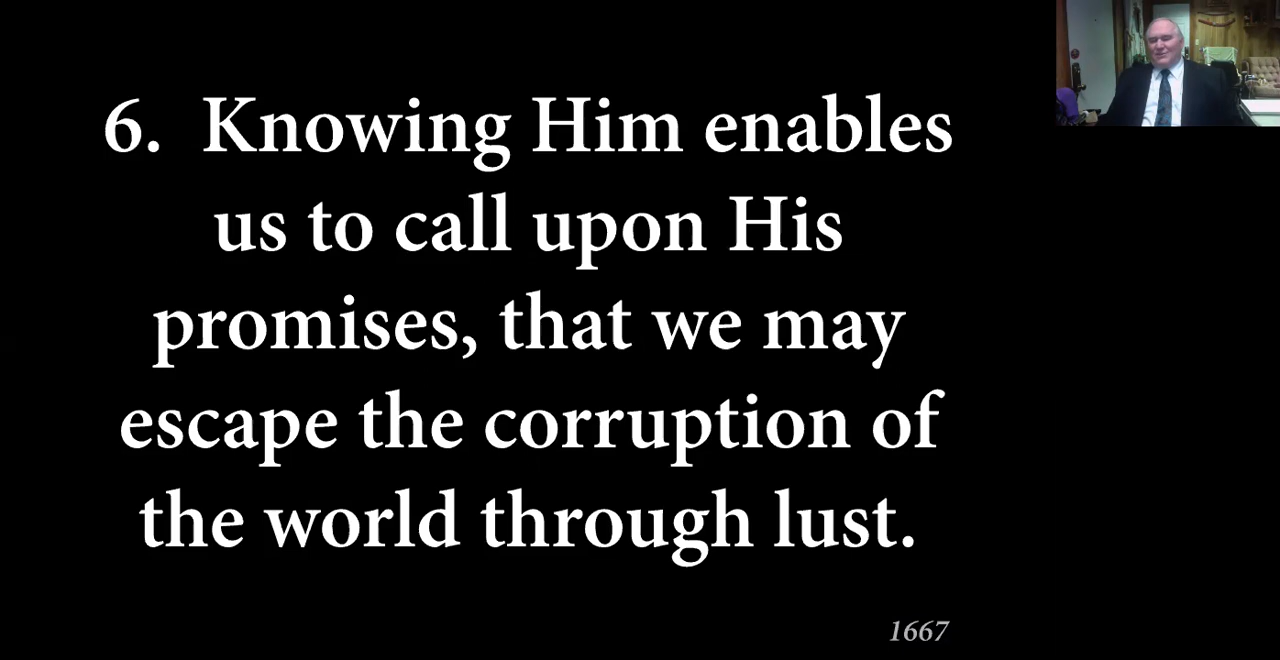 6. Knowing Him enables
us to call upon His
promises, that we may
escape the corruption of
the world through lust.
1667